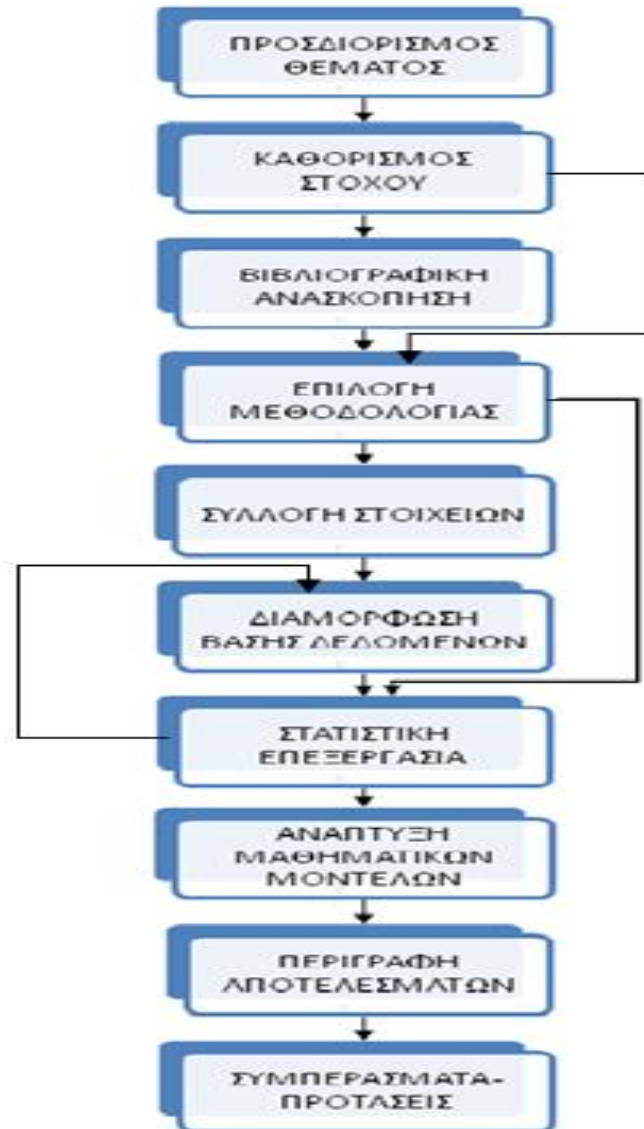 ΠΡΟΣΔΙΟΡΙΣΜΟΣ
ΘΕΜΑΤΟΣ
ΚΑΘΟΡΙΣΜΟΣ
ΣΤΟΧΟΥ
ΒΙΒΛΙΟΓΡΑΦΙΚΗ
ΑΝΑΣΚΟΠΗΣΗ
ΕΠΙΛΟΓΗ
ΜΕΘΟΔΟΛΟΓΙΑΣ
ΣΥΛΛΟΓΗ ΣΤΟΙΧΕΙΩΝ
ΔΙΑΜΟΡΦΩΣΗ
ΒΑΣΗΣ ΔΕΔΟΜΕΝΩΝ
ΣΤΑΤΙΣΤΙΚΗ
ΕΠΕΞΕΡΓΑΣΙΑ
ΑΝΑΠΤΥΞΗ
ΜΑΘΗΜΑΤΙΚΩΝ
ΜΟΝΤΕΛΩΝ
ΠΕΡΙΓΡΑΦΗ
ΑΠΟΤΕΛΕΣΜΑΤΩΝ
ΣΥΜΠΕΡΑΣΜΑΤΑ-
ΠΡΟΤΑΣΕΙΣ